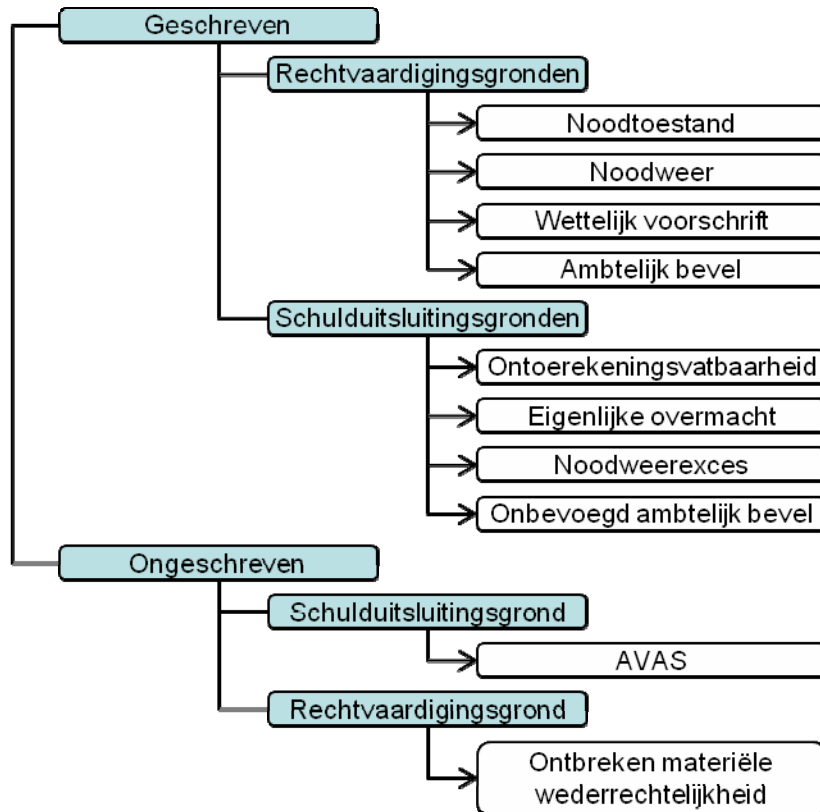 Geschreven
Rechtvaardigingsgronden
Noodtoestand
Noodweer
Wettelijk voorschrift
Ambtelijk bevel
Schulduitsluitingsgronden
Ontoerekeningsvatbaarheid
Eigenlijke overmacht
Noodweerexces
Onbevoegd ambtelijk bevel
Ongeschreven
Schulduitsluitingsgrond
AVAS
Rechtvaardigingsgrond
Ontbreken materiële
wederrechtelijkheid